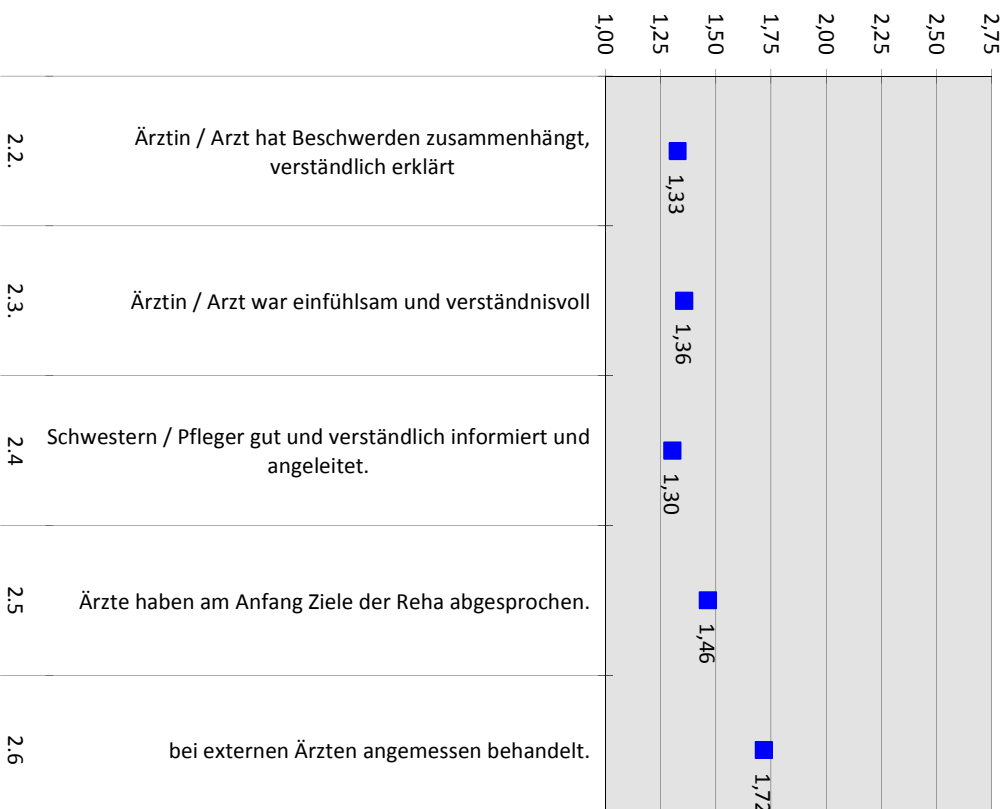 1,00
1,25
1,50
1,75
2,00
2,25
2,50
2,75
2.2.
Ärztin / Arzt hat Beschwerden zusammenhängt,
verständlich erklärt
1,33
2.3.
Ärztin / Arzt war einfühlsam und verständnisvoll
1,36
2.4
Schwestern / Pfleger gut und verständlich informiert und
angeleitet.
1,30
2.5
Ärzte haben am Anfang Ziele der Reha abgesprochen.
1,46
2.6
bei externen Ärzten angemessen behandelt.
1,72